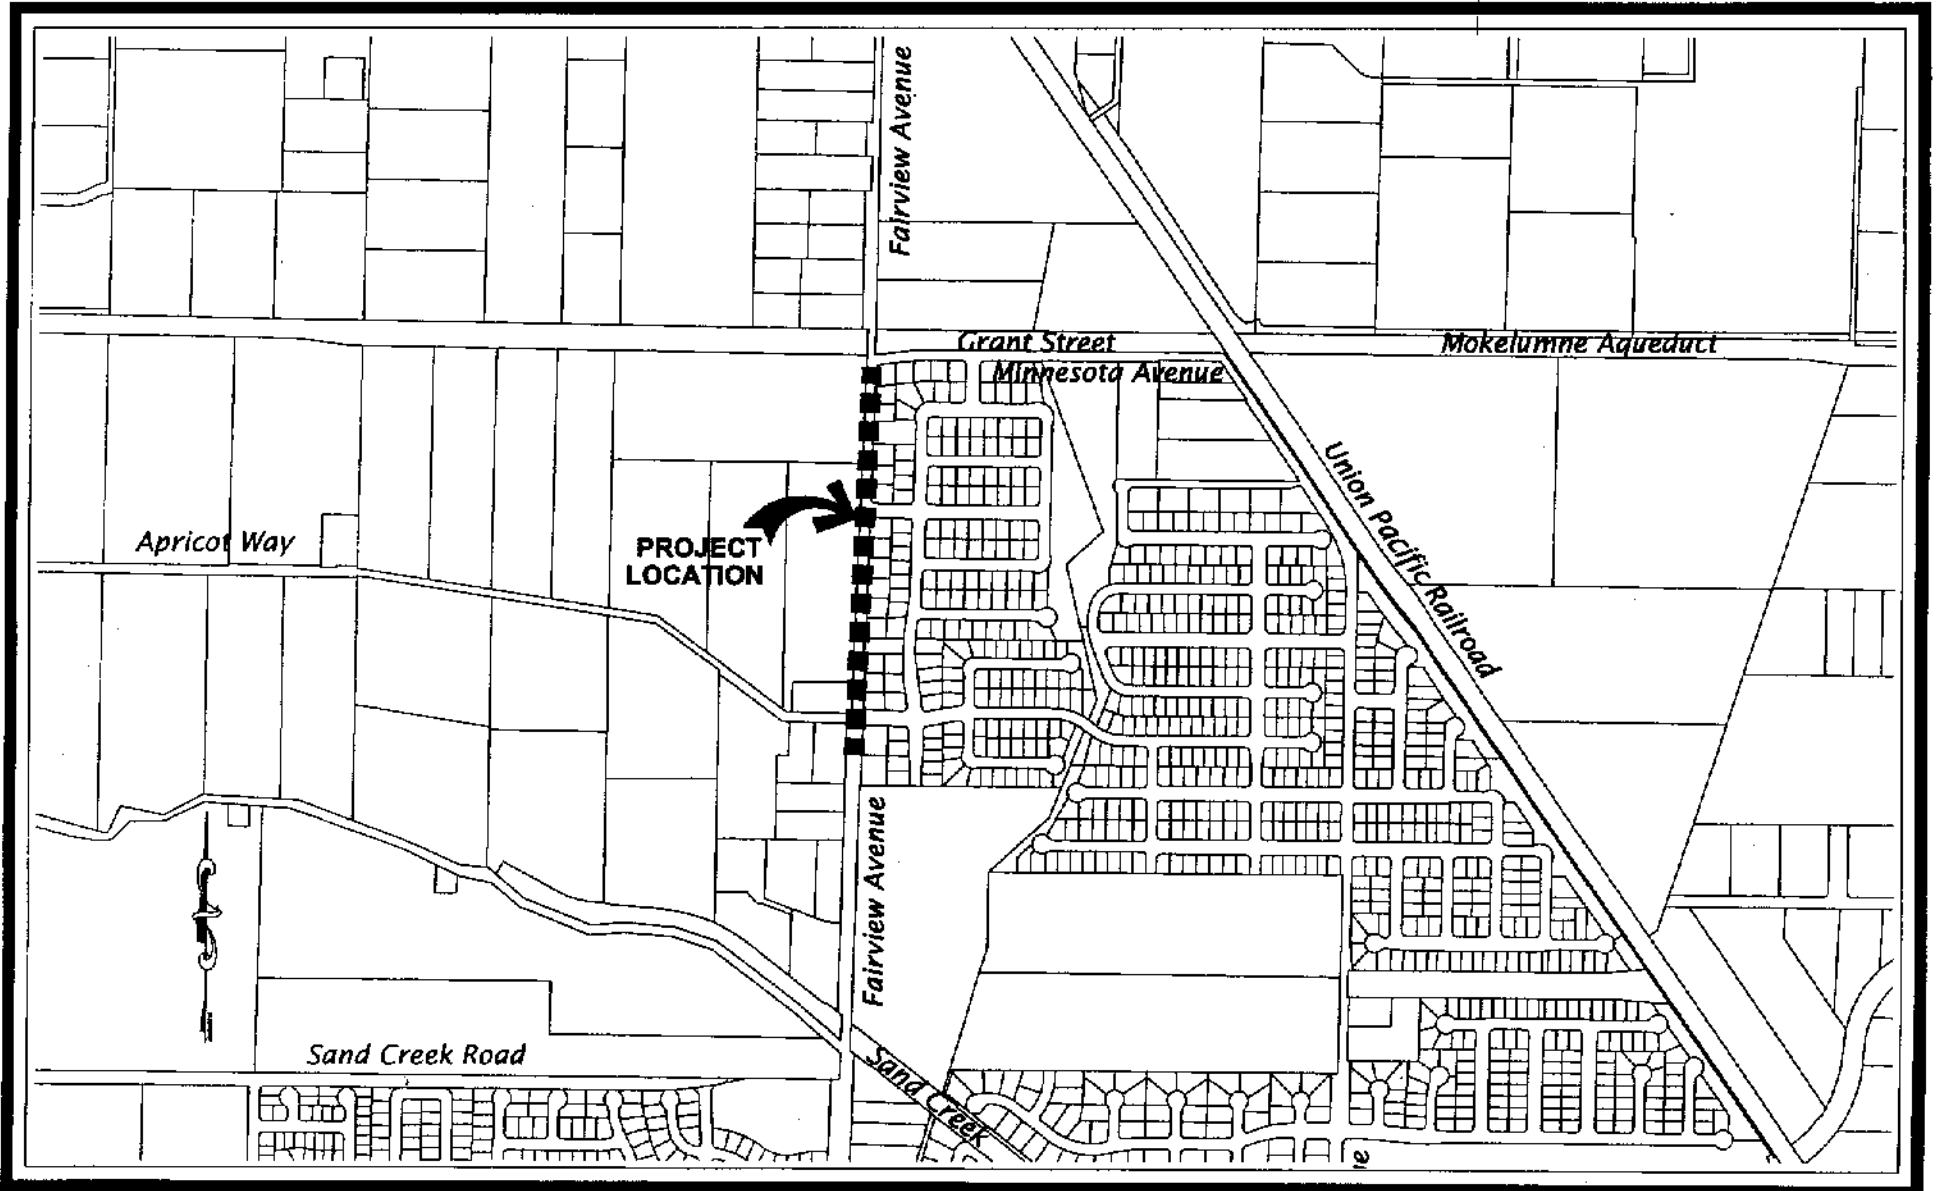 Fairview Avenue
Grant Street
Mokelumne Aqueduct
Minnesota Avenue
Union Pacific Railroad
Apricot Way
PROJECT
LOCATION
Fairview Avenue
Sand Creek Road
Sand Creek